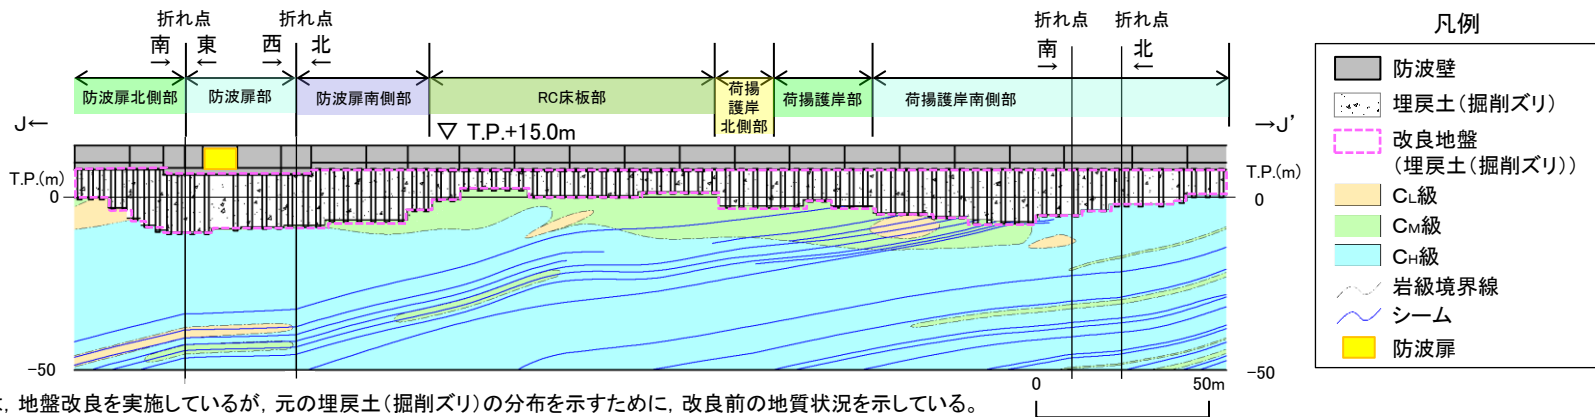 折れ点 折れ点 折れ点 折れ点
南 東 西 北 南 北
→ ← → ← → ←
防波扉北側部 防波扉部 防波扉南側部 RC床板部 荷揚護岸北側部 荷揚護岸部 荷揚護岸南側部
J← ▽ T.P.+15.0m →J'
T.P.(m) T.P.(m)
0 0
-50 -50
0 50m
地盤改良を実施しているが，元の埋戻土(掘削ズリ)の分布を示すために，改良前の地質状況を示している。
凡例
防波壁
埋戻土(掘削ズリ)
改良地盤
(埋戻土(掘削ズリ))
CL級
CM級
CH級
岩級境界線
シーム
防波扉